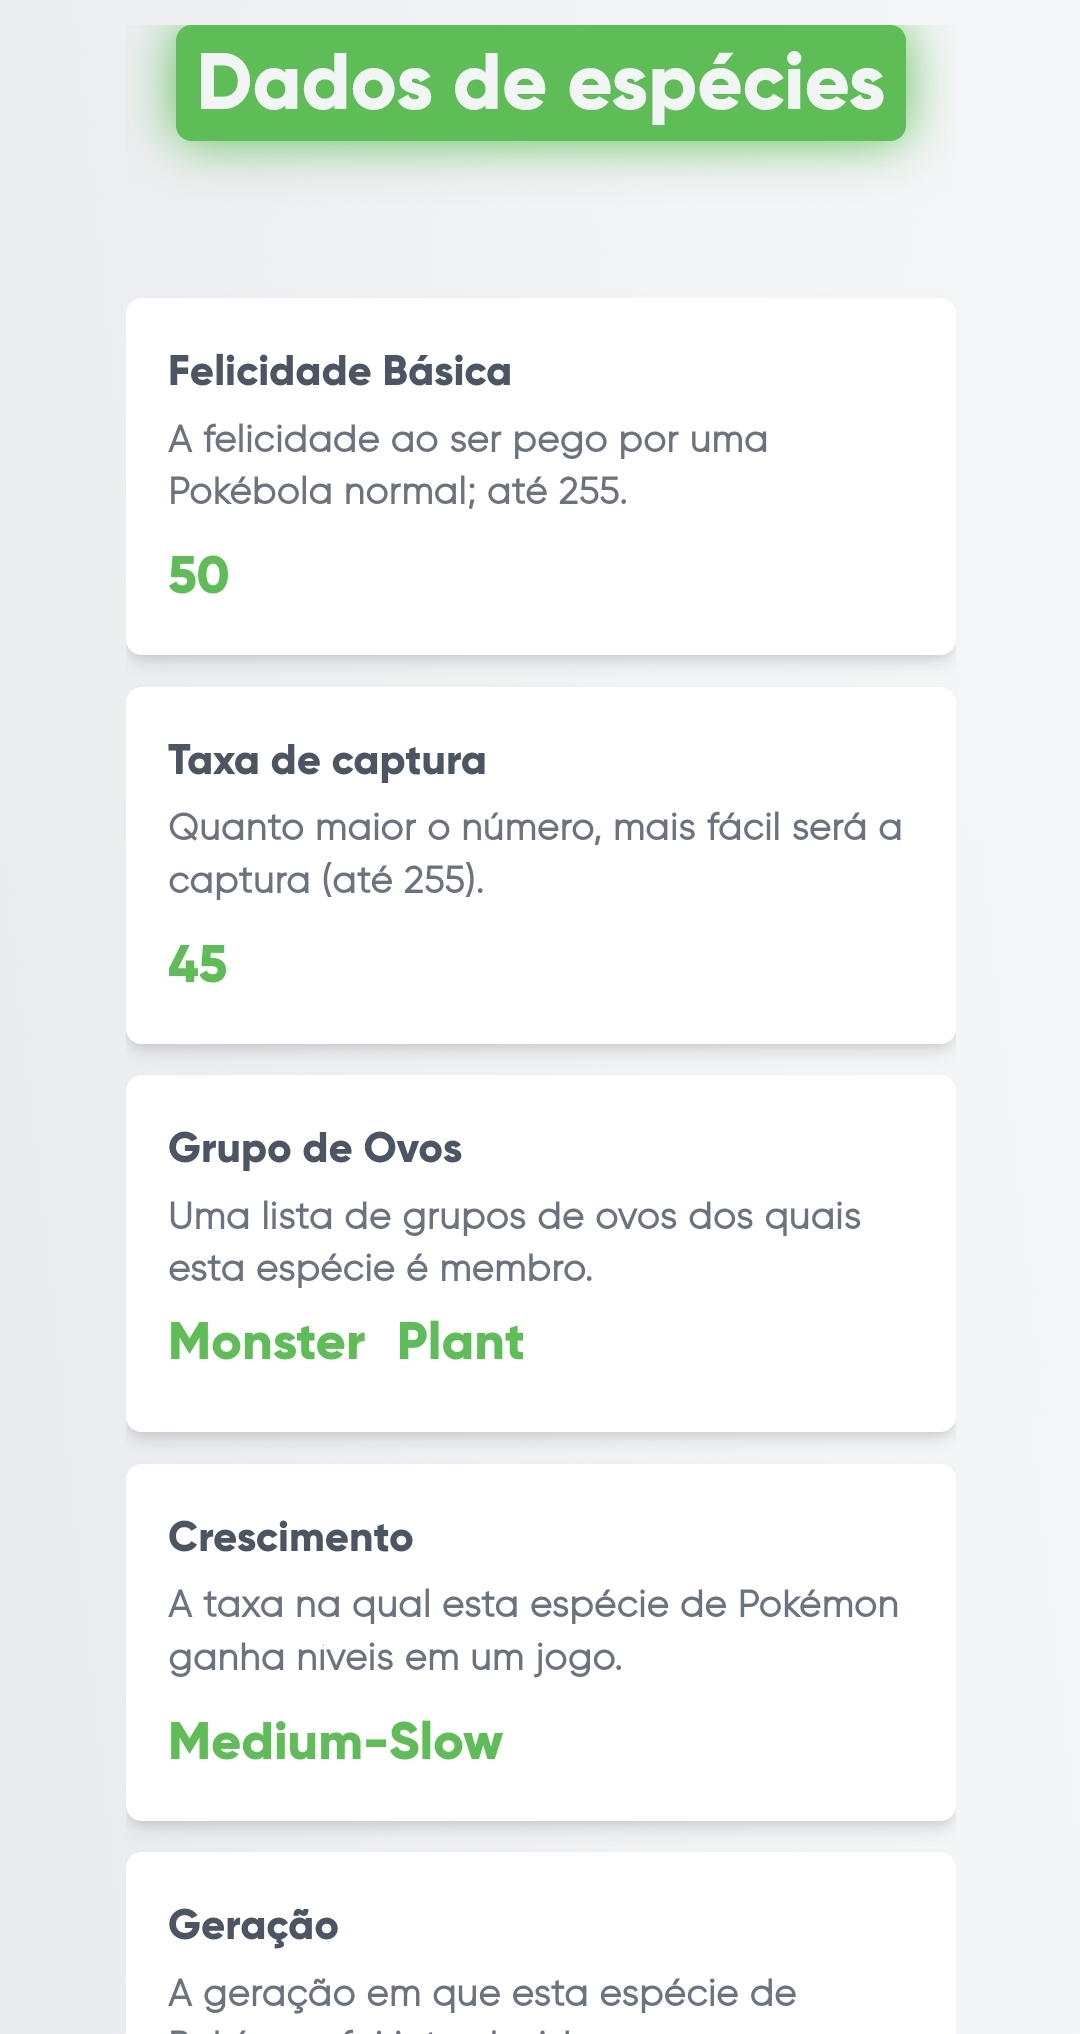 Dados de espécies
Felicidade Básica
A felicidade ao ser pego por uma
Pokébola normal; até 255.
50
Taxa de captura
Quanto maior o número, mais fácil será a
captura (até 255).
45
Grupo de Ovos
Uma lista de grupos de ovos dos quais
esta espécie é membro.
Monster Plant
Crescimento
A taxa na qual esta espécie de Pokémon
ganha níveis em um jogo.
Medium-Slow
Geração
A geração em que esta espécie de